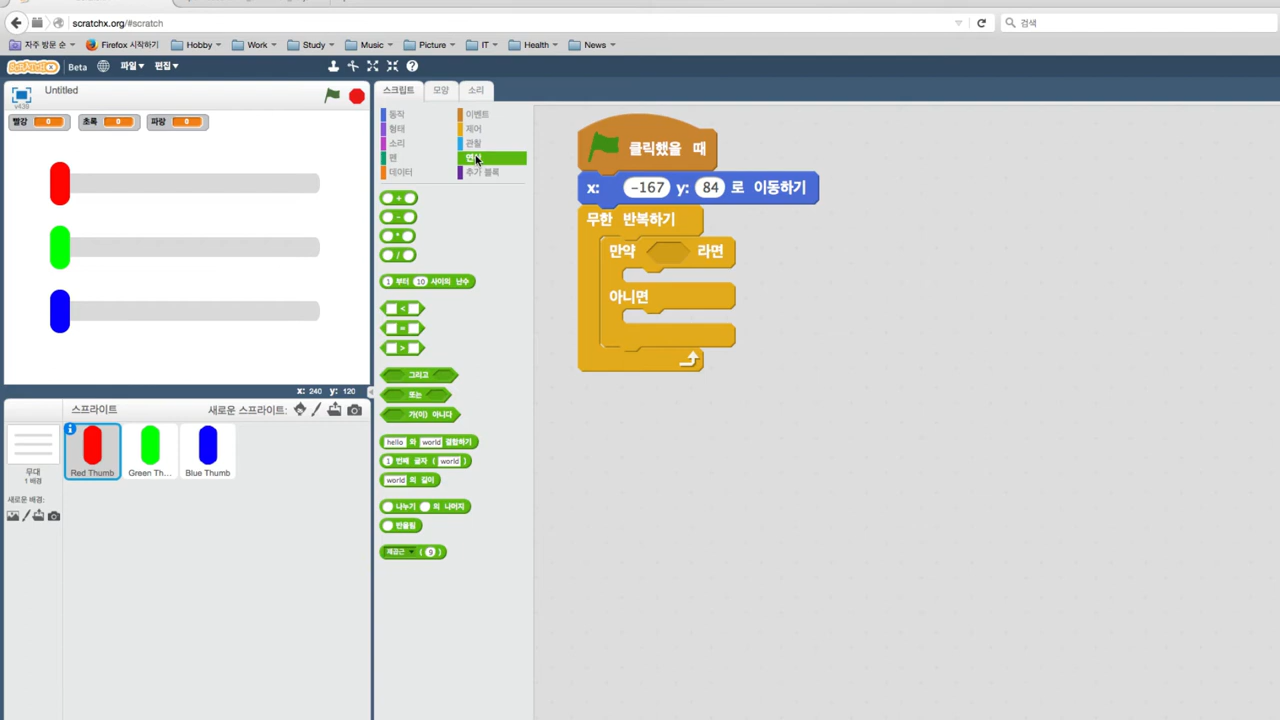 scratchx.org/#scratch
검색
자주 방문 순
Firefox 시작하기
Hobby
Work
Study
Music
Picture
IT
Health
News
SCRATCHX
Beta
파일▼
편집▼
v439
Untitled
빨강 0
초록 0
파랑 0
x: 240 y: 120
스프라이트
새로운 스프라이트:
무대
1 배경
새로운 배경:
Red Thumb
Green Th...
Blue Thumb
스크립트
모양
소리
동작
이벤트
형태
제어
소리
관찰
펜
데이터
추가 블록
+
-
*
/
1 부터 10 사이의 난수
<
=
>
그리고
또는
가(이) 아니다
hello 와 world 결합하기
1 번째 글자 ( world )
world 의 길이
나누기 의 나머지
반올림
제곱근 ( 9 )
클릭했을 때
x: -167 y: 84 로 이동하기
무한 반복하기
만약 라면
아니면